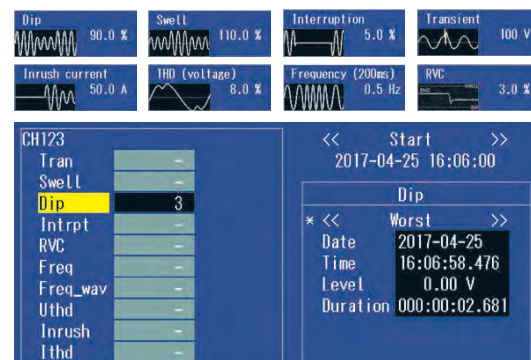 Dip
90.0 %
Swell
110.0 %
Interruption
5.0 %
Transient
100 V
Inrush current
50.0 A
THD (voltage)
8.0 %
Frequency (200ms)
0.5 Hz
RVC
3.0 %
CH123
Tran -
Swell -
Dip 3
Intrpt -
RVC -
Freq -
Freq_wav -
Uthd -
Inrush -
Ithd -
<< Start >>
2017-04-25 16:06:00
Dip
* << Worst >>
Date 2017-04-25
Time 16:06:58.476
Level 0.00 V
Duration 000:00:02.681